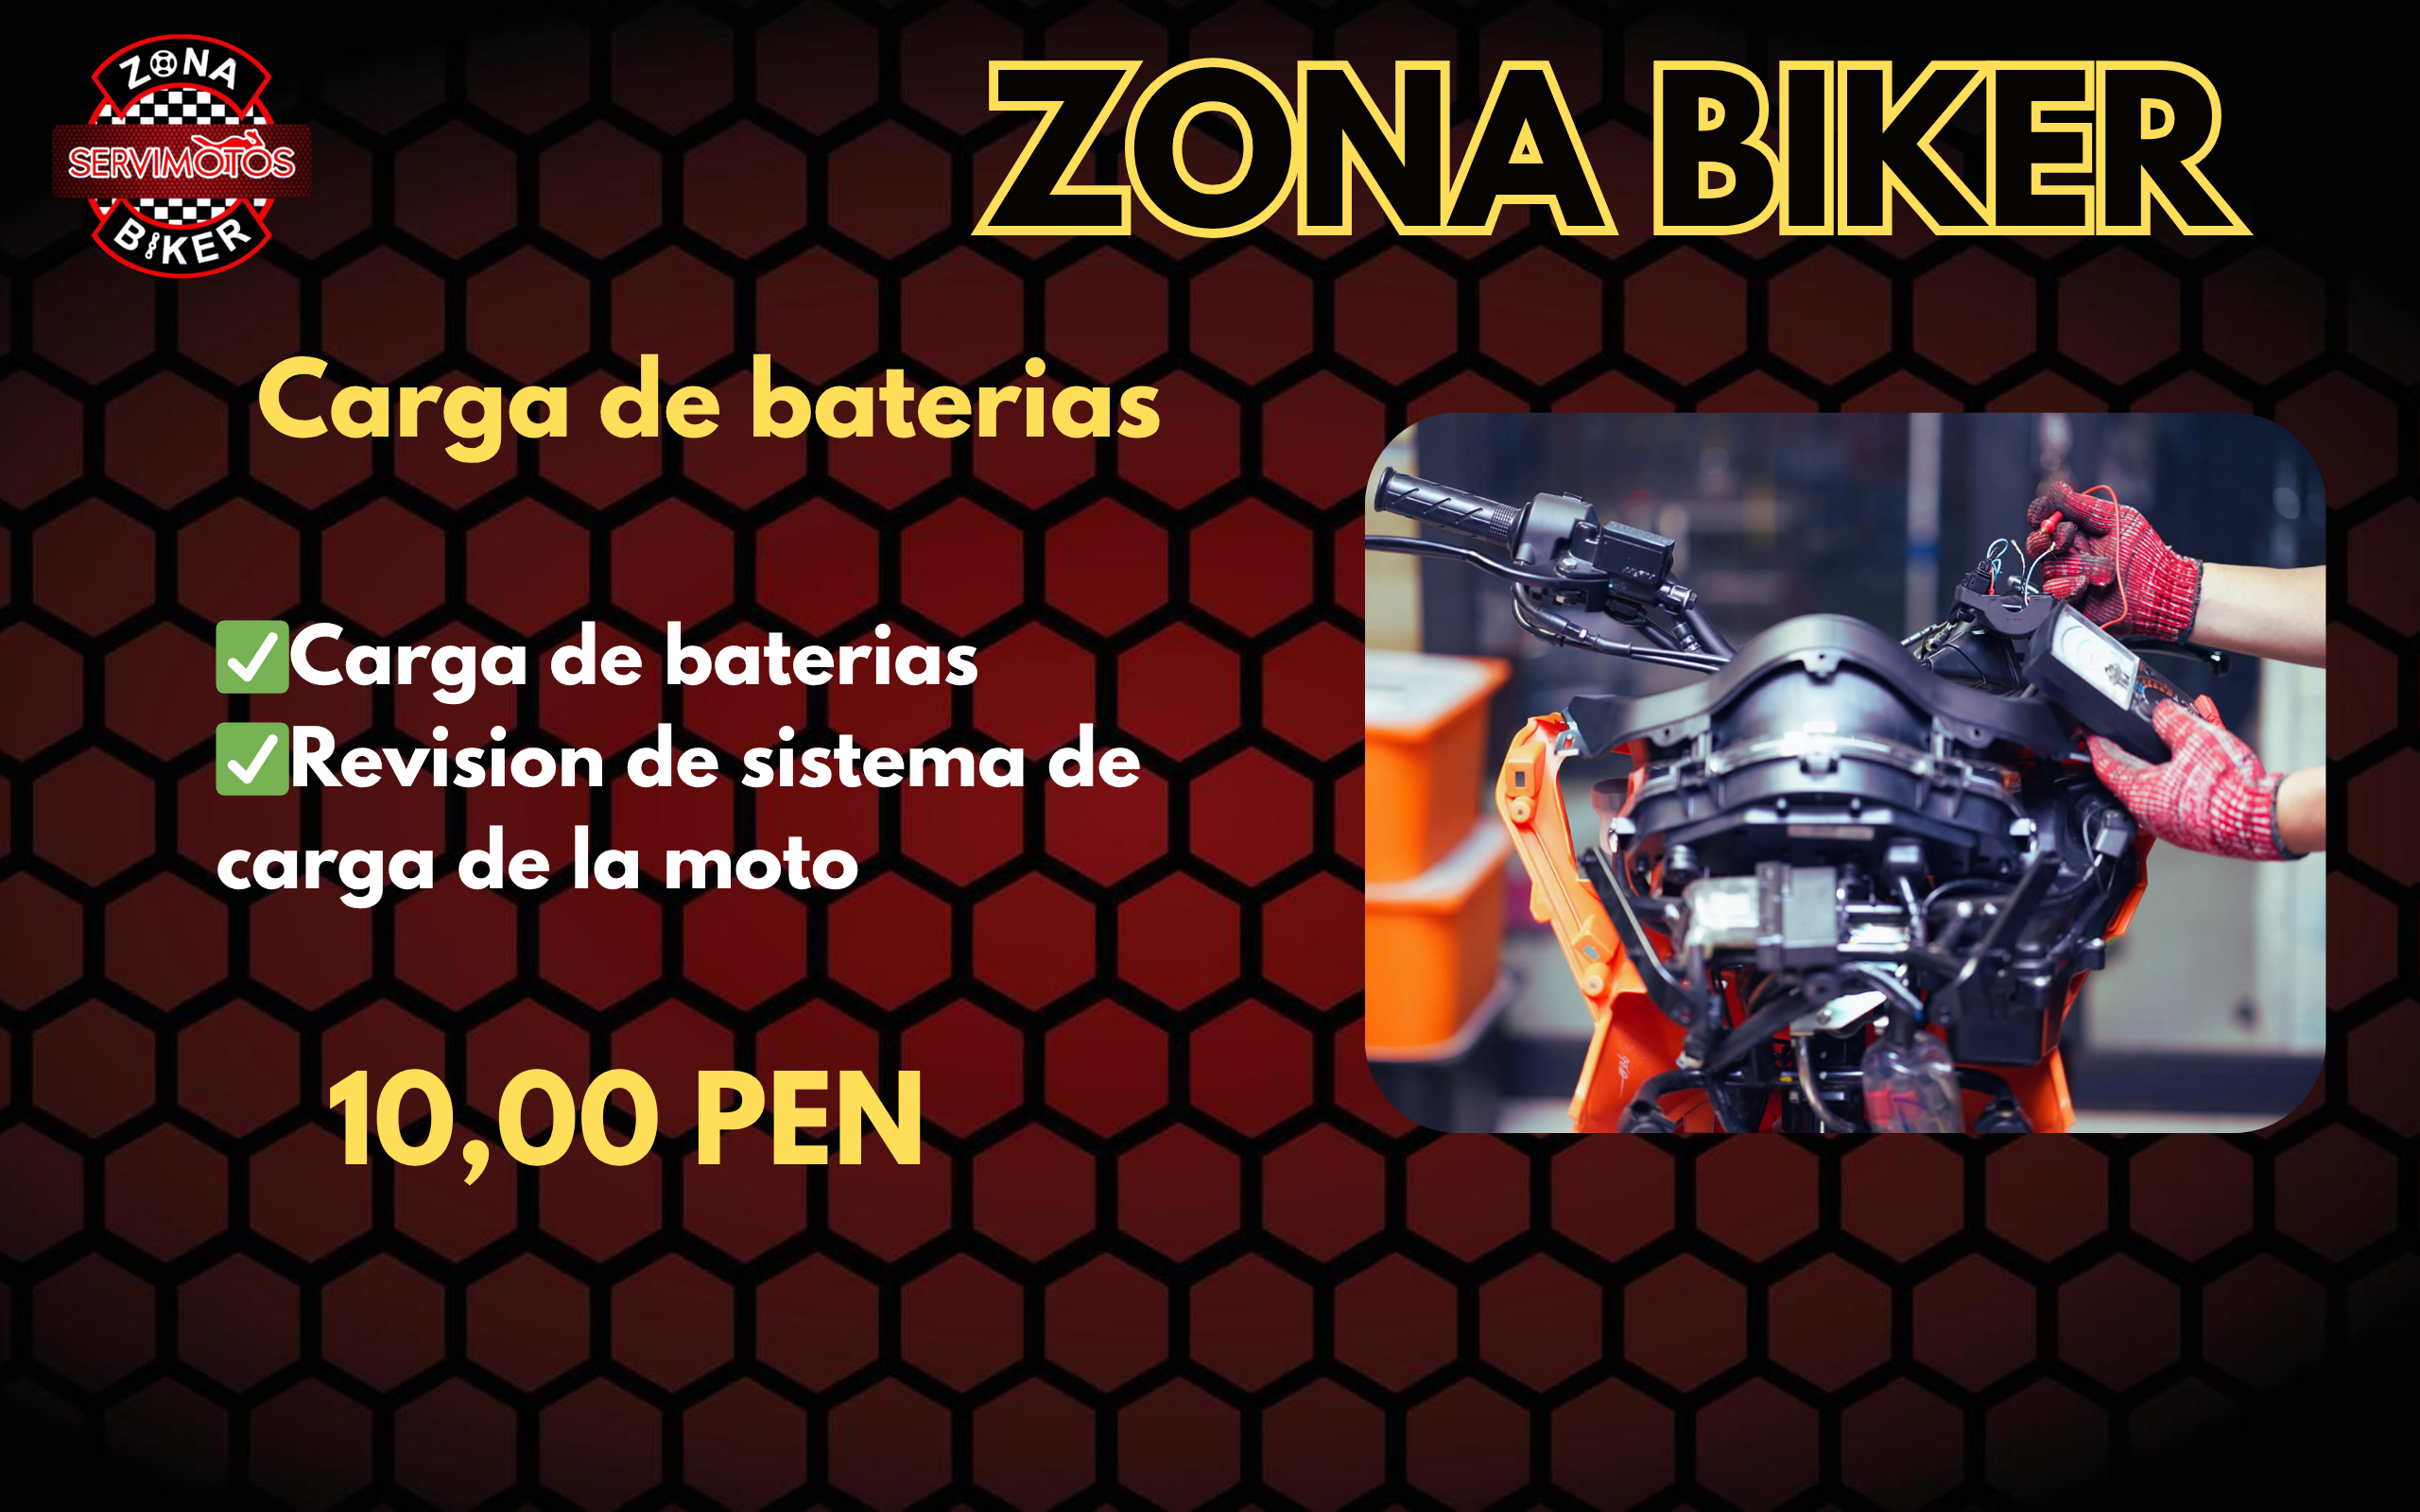 ZONA
SERVIMOTOS
BIKER
ZONA BIKER
Carga de baterias
✅Carga de baterias
✅Revision de sistema de
carga de la moto
10,00 PEN